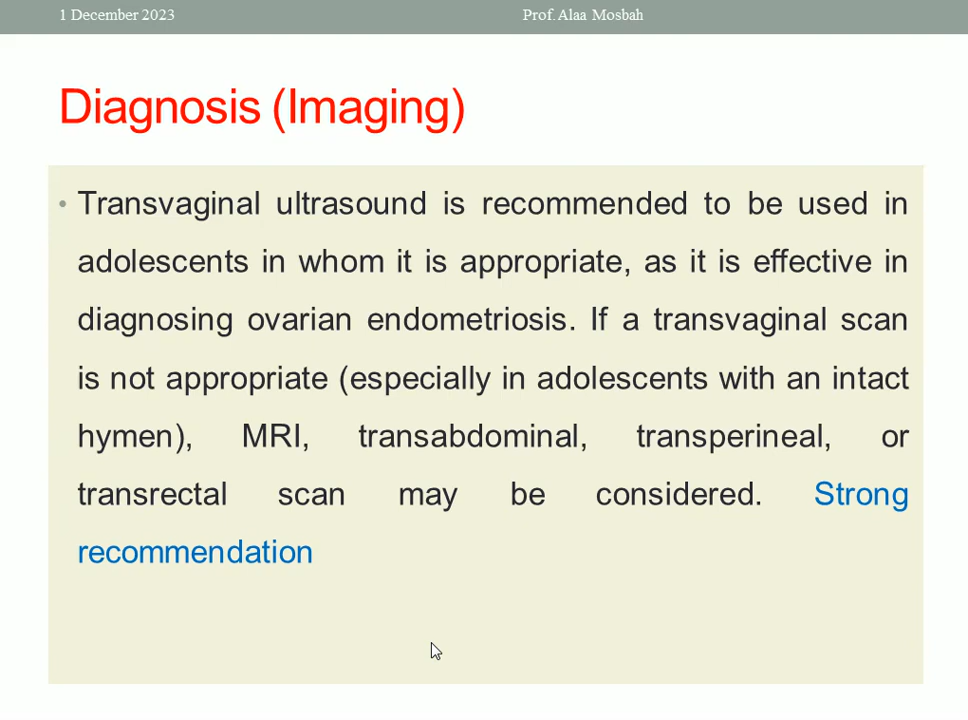 1 December 2023 Prof. Alaa Mosbah
Diagnosis (Imaging)
• Transvaginal ultrasound is recommended to be used in
adolescents in whom it is appropriate, as it is effective in
diagnosing ovarian endometriosis. If a transvaginal scan
is not appropriate (especially in adolescents with an intact
hymen), MRI, transabdominal, transperineal, or
transrectal scan may be considered. Strong
recommendation